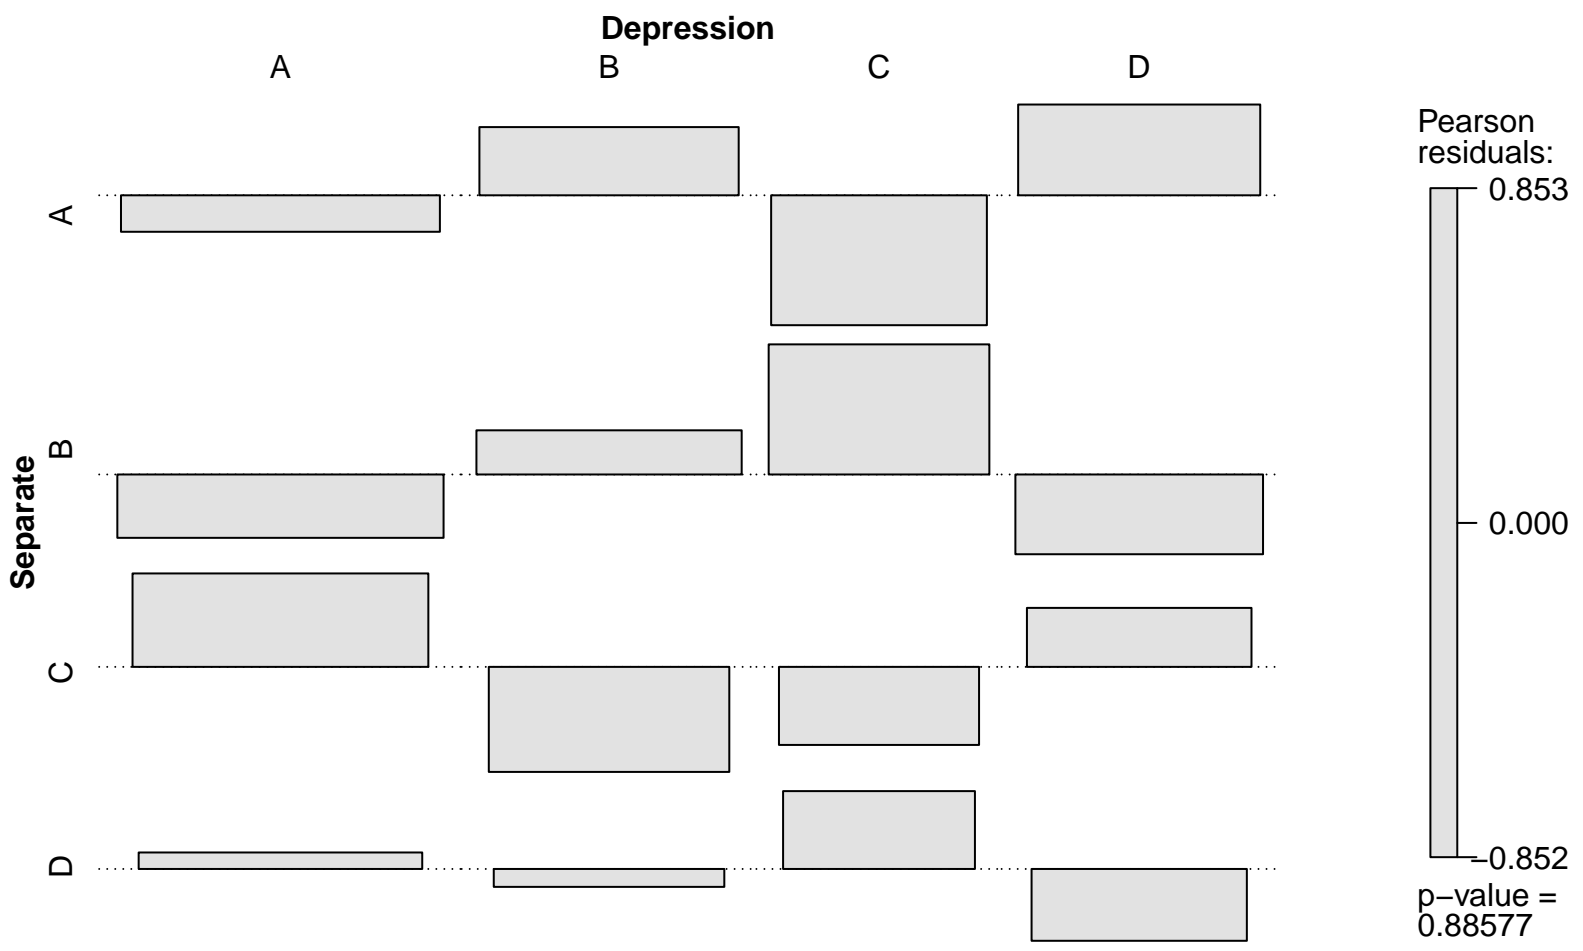 Depression
A B C D
A
B
C
D
Separate
Pearson
residuals:
0.853
0.000
−0.852
p−value =
0.88577